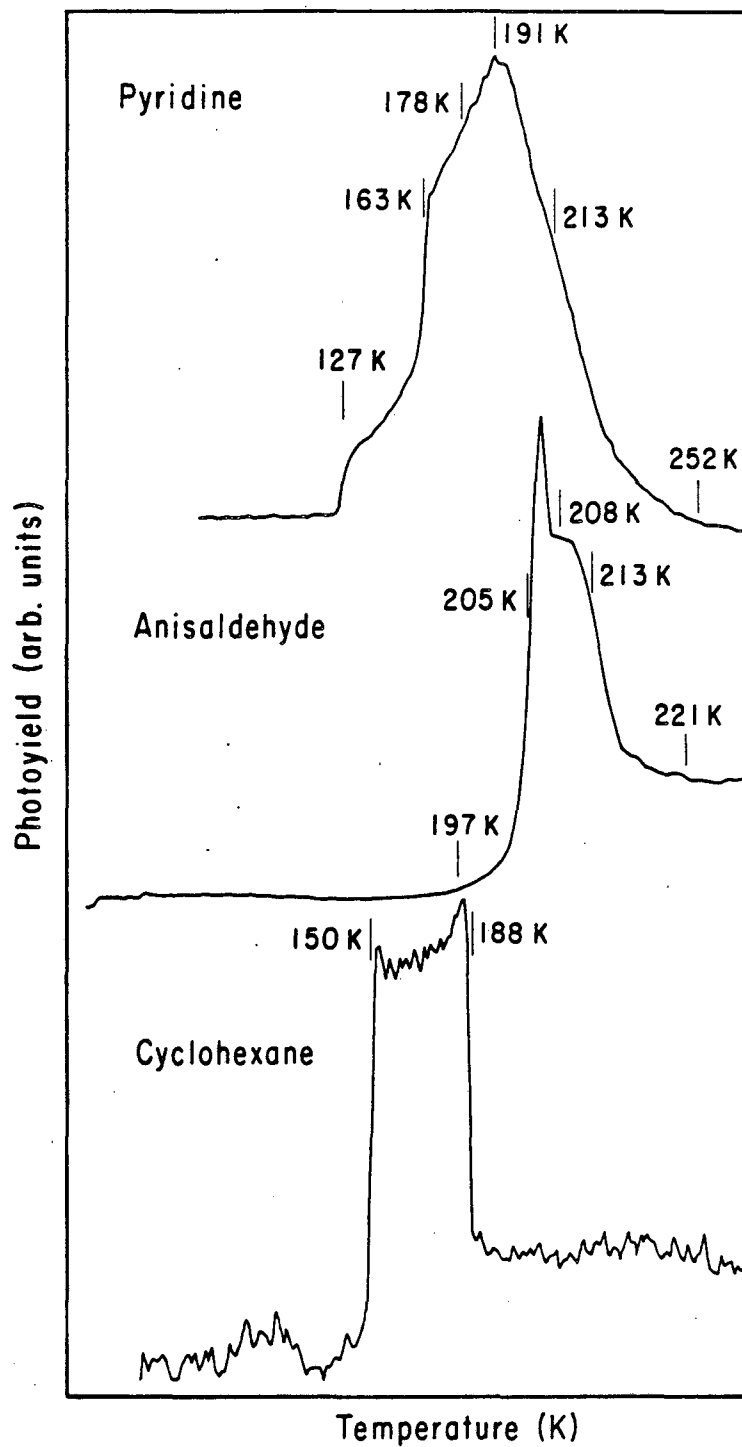 191 K
Pyridine
178 K
163 K
213 K
127 K
252 K
208 K
205 K
213 K
Anisaldehyde
221 K
197 K
150 K
188 K
Cyclohexane
Photoyield (arb. units)
Temperature (K)